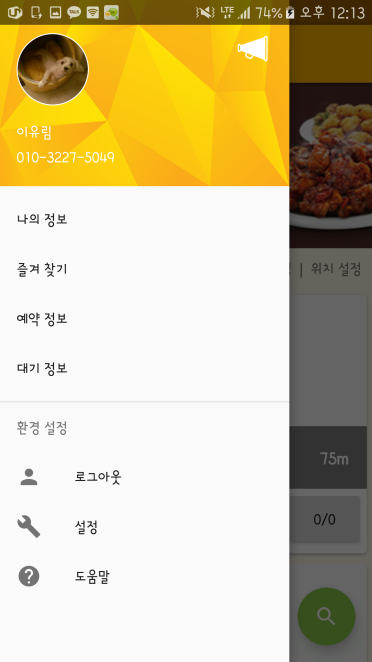 LTE 74% 오후 12:13
이유림
010-3227-5049
나의 정보
즐겨 찾기
예약 정보
대기 정보
| 위치 설정
환경 설정
75m
로그아웃
0/0
설정
도움말